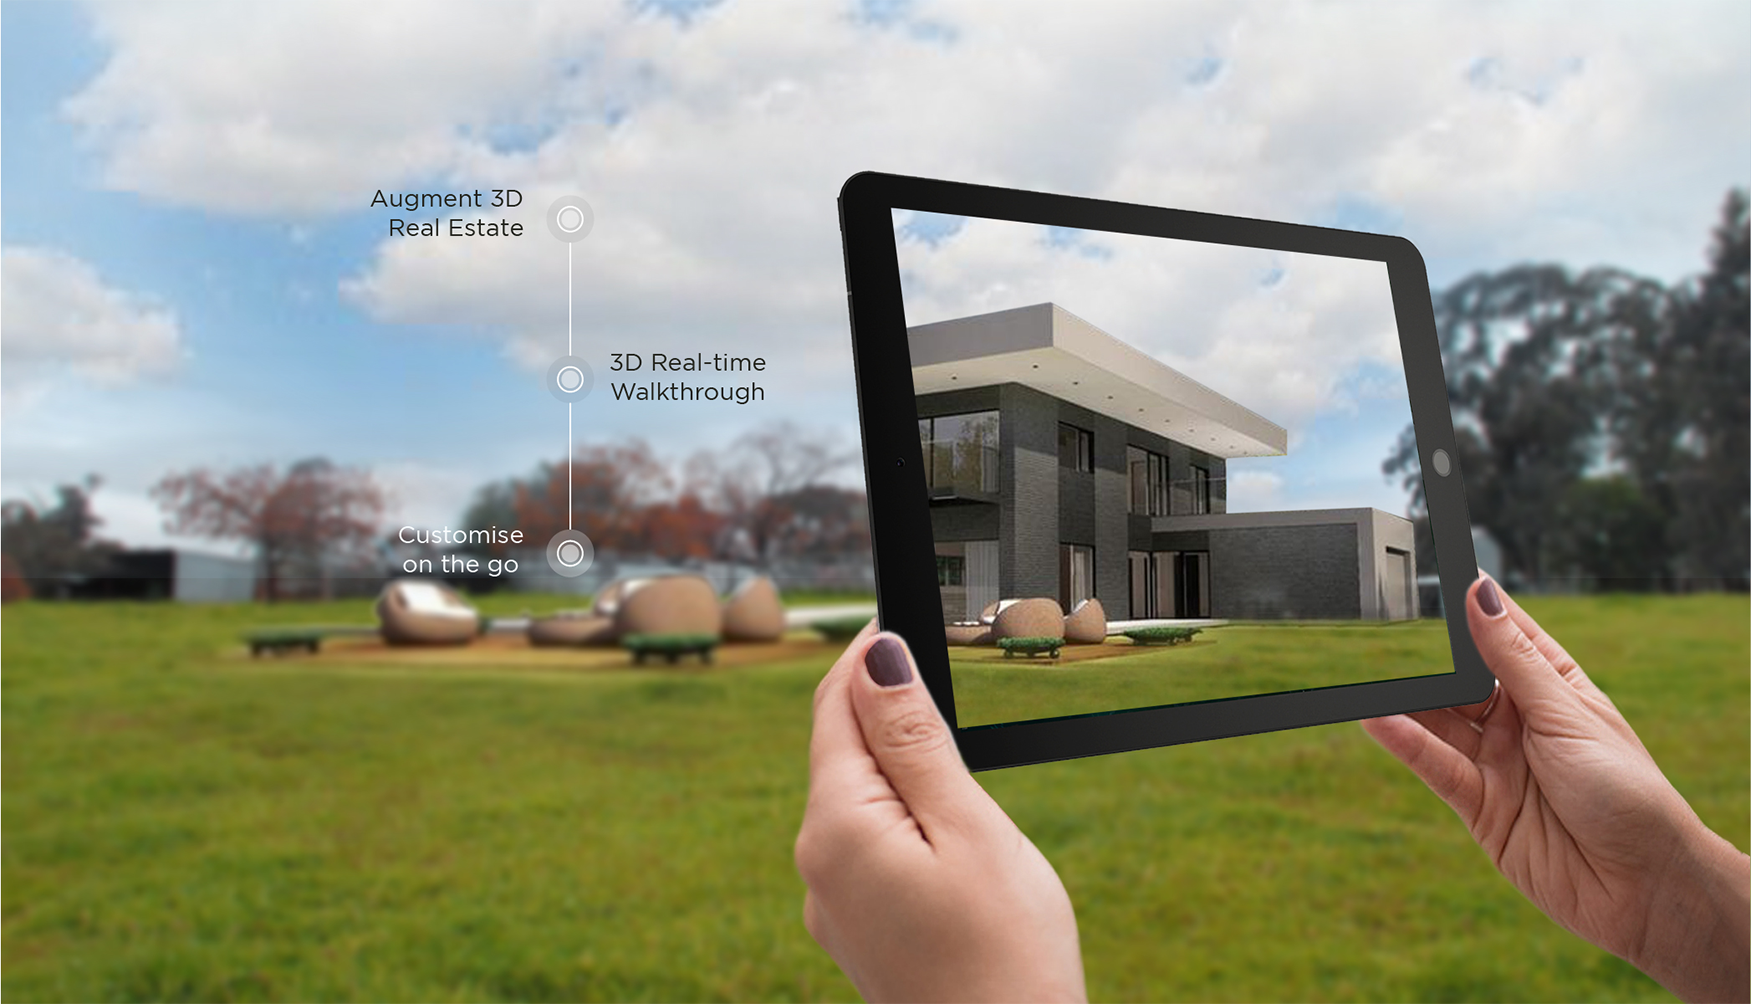 Augment 3D
Real Estate
3D Real-time
Walkthrough
Customise
on the go